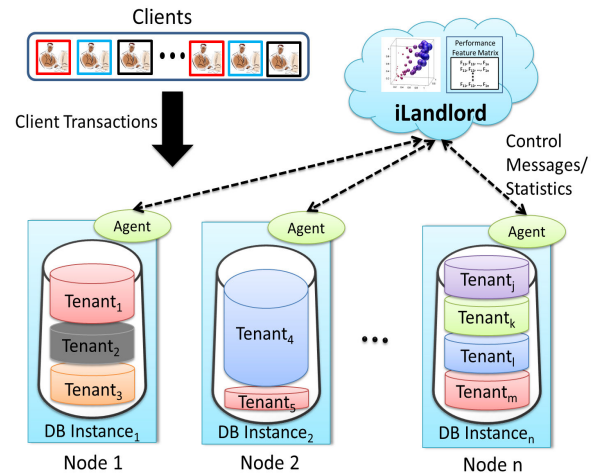 Clients
Performance
Feature Matrix
iLandlord
Client Transactions
Control
Messages/
Statistics
Agent
Agent
Agent
Tenant1
Tenant2
Tenant3
DB Instance1
Node 1
Tenant4
Tenant5
DB Instance2
Node 2
Tenantj
Tenantk
Tenantl
Tenantm
DB Instancen
Node n